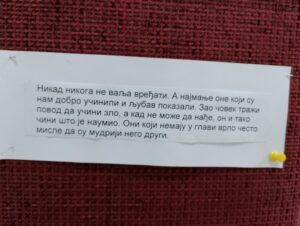 Никад никога не ваља вређати. А најмање оне који су
нам добро учинили и љубав показали. Зао човек тражи
повод да учини зло, а кад не може да нађе, он и тако
чини што је наумио. Они који немају у глави врло често
мисле да су мудрији него други.